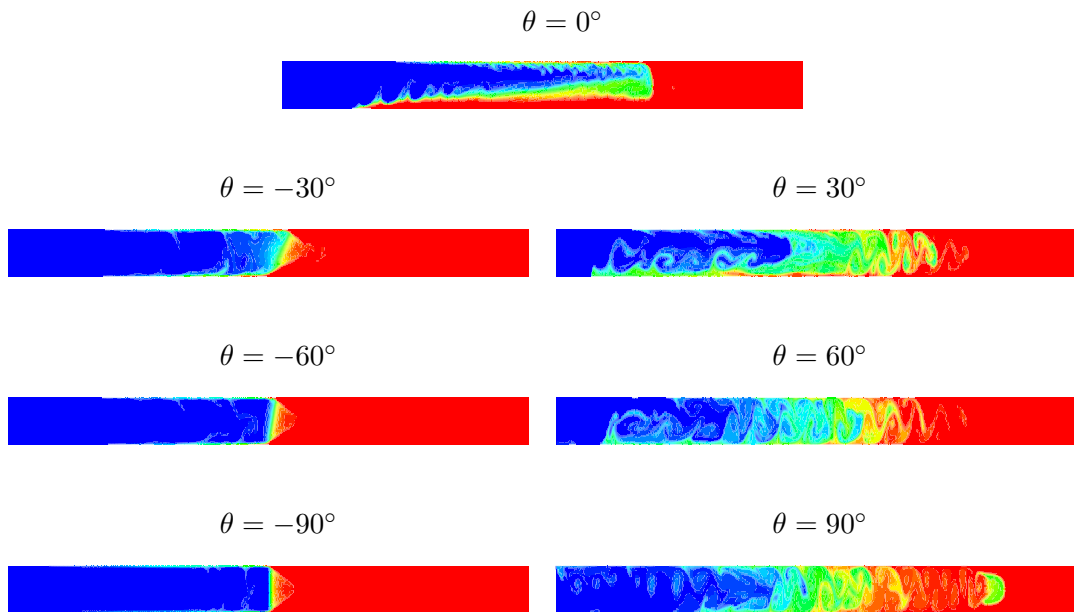 θ = 0°
θ = −30°
θ = 30°
θ = −60°
θ = 60°
θ = −90°
θ = 90°